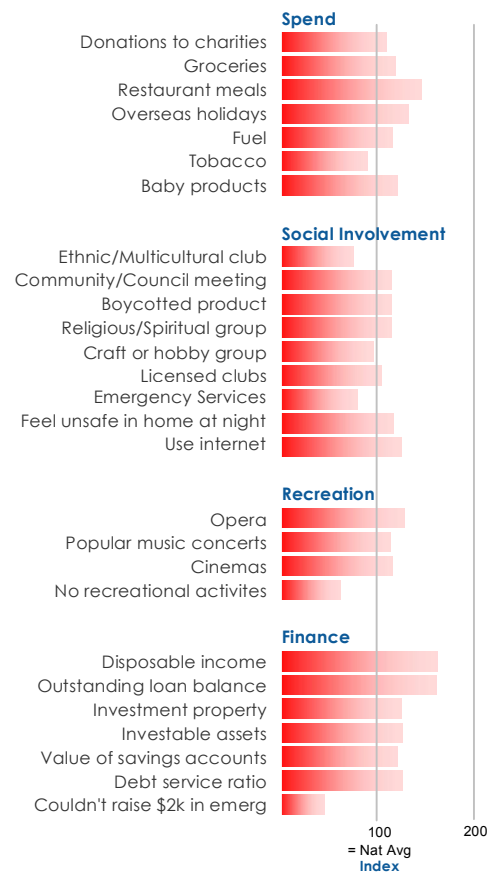 Spend
Donations to charities
Groceries
Restaurant meals
Overseas holidays
Fuel
Tobacco
Baby products
Social Involvement
Ethnic/Multicultural club
Community/Council meeting
Boycotted product
Religious/Spiritual group
Craft or hobby group
Licensed clubs
Emergency Services
Feel unsafe in home at night
Use internet
Recreation
Opera
Popular music concerts
Cinemas
No recreational activites
Finance
Disposable income
Outstanding loan balance
Investment property
Investable assets
Value of savings accounts
Debt service ratio
Couldn't raise $2k in emerg
100 200
= Nat Avg
Index